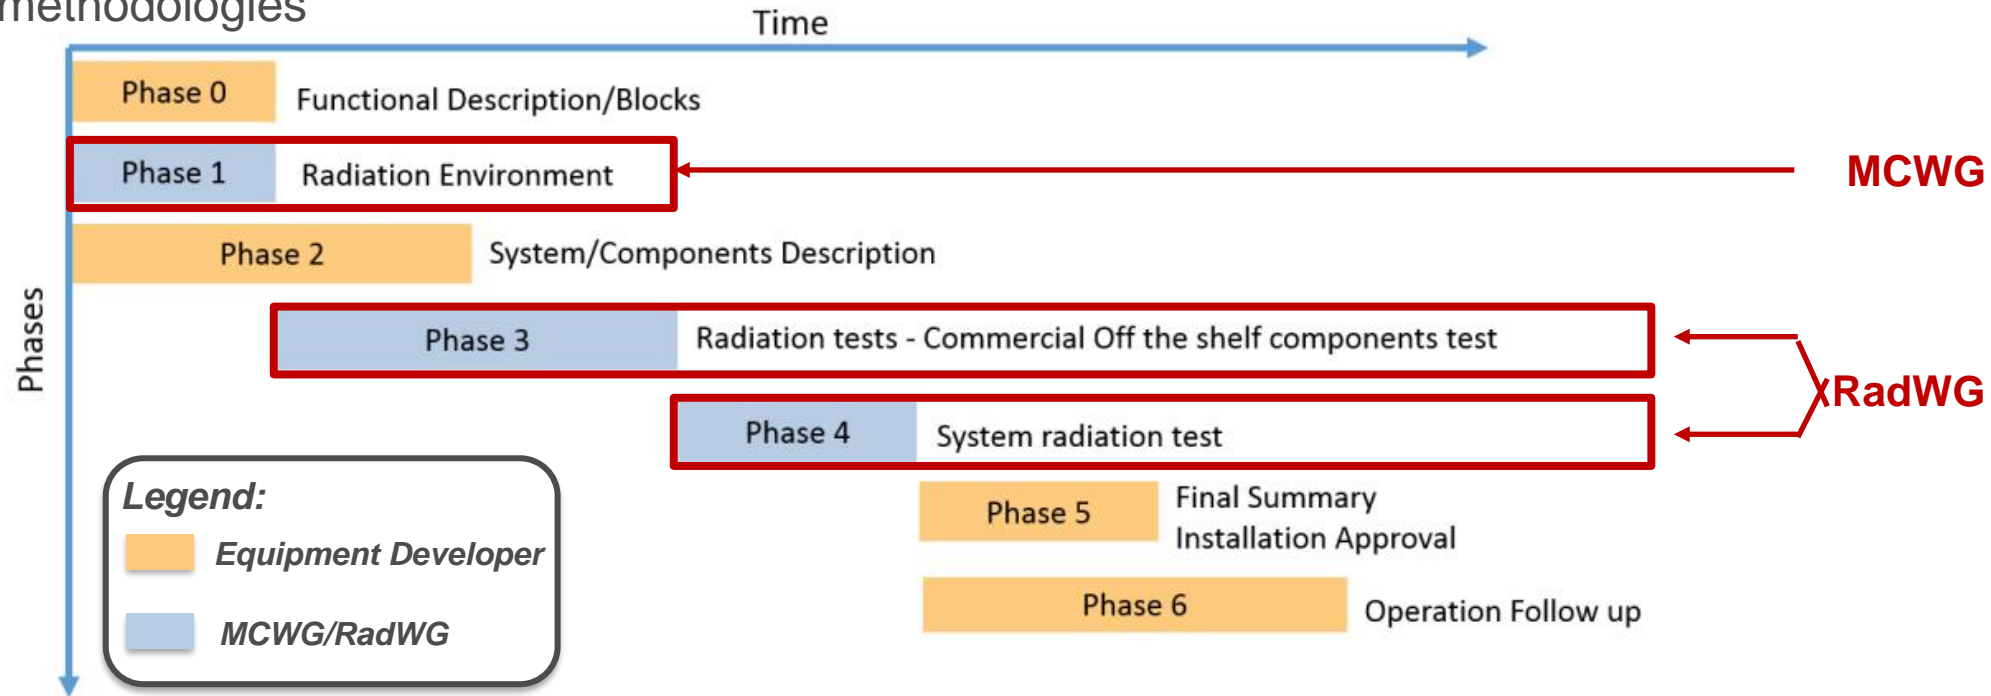 methodologies
Time
Phase 0
Functional Description/Blocks
Phase 1
Radiation Environment
MCWG
Phase 2
System/Components Description
Phases
Phase 3
Radiation tests - Commercial Off the shelf components test
RadWG
Phase 4
System radiation test
Legend:
Equipment Developer
MCWG/RadWG
Phase 5
Final Summary
Installation Approval
Phase 6
Operation Follow up